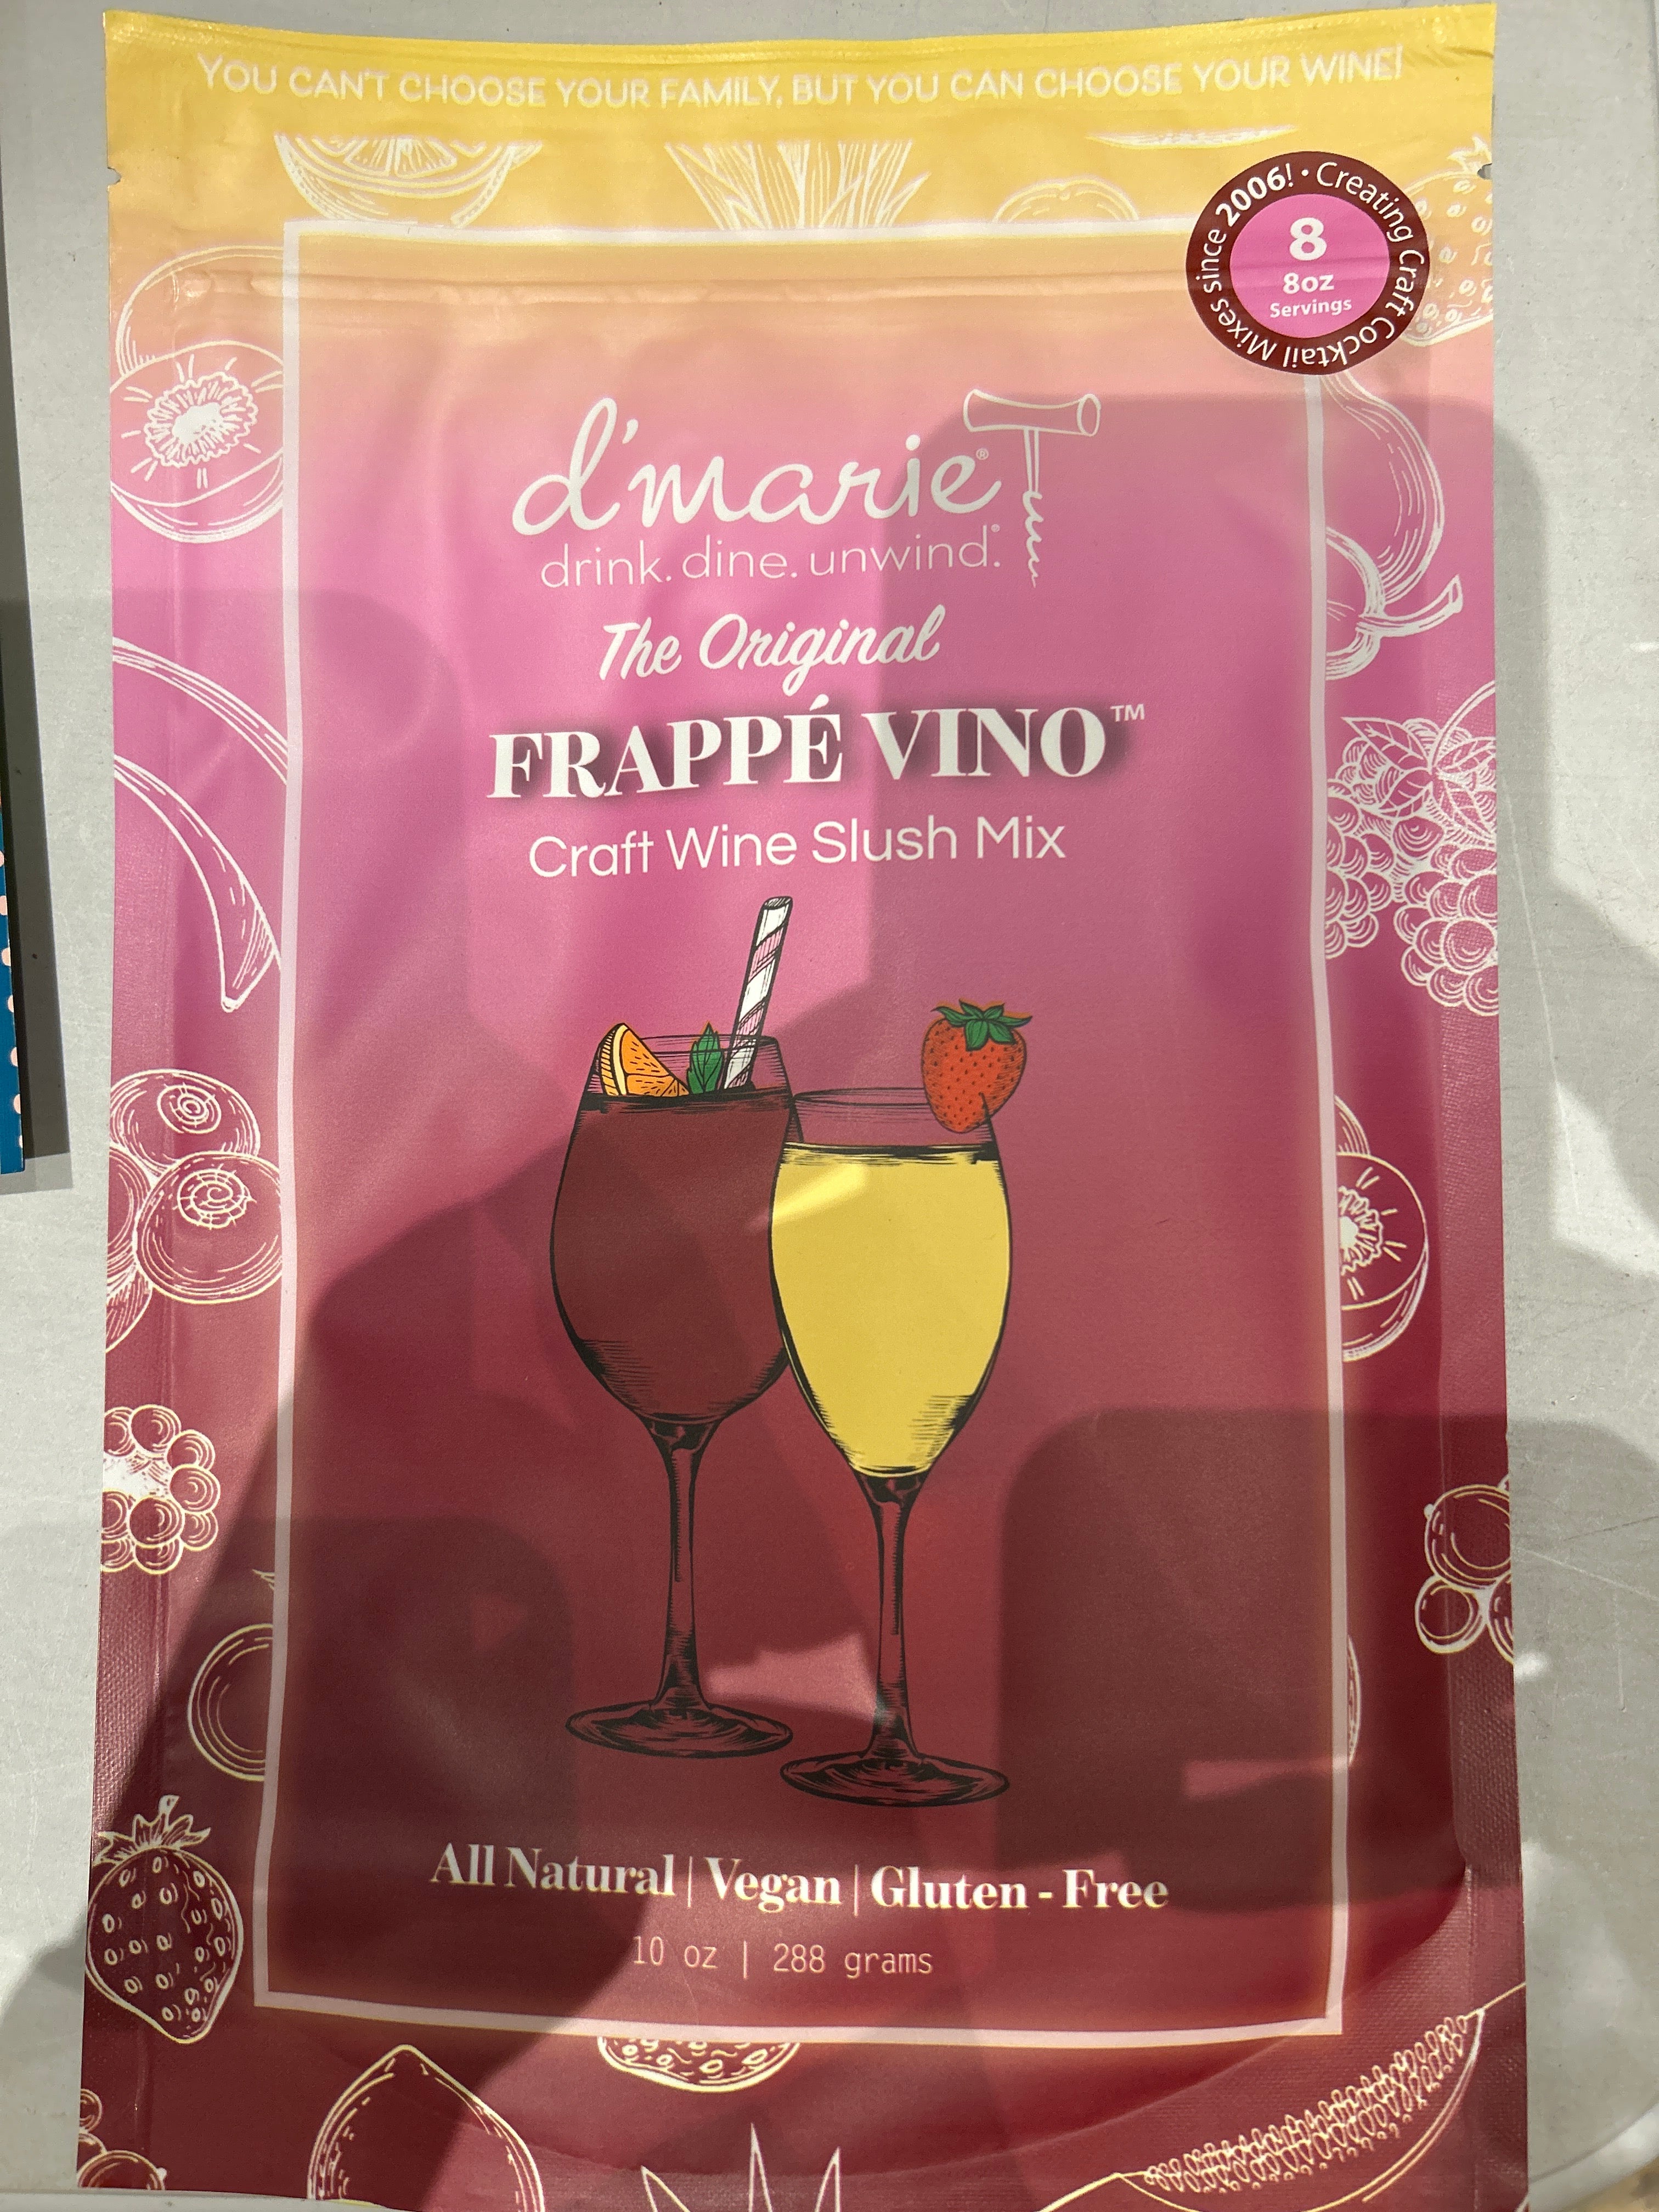 YOU CAN'T CHOOSE YOUR FAMILY, BUT YOU CAN CHOOSE YOUR WINE!
Creating Craft Cocktail Mixes since 2006! •
8
8oz
Servings
d'marie®
drink. dine. unwind.®
The Original
FRAPPÉ VINO™
Craft Wine Slush Mix
All Natural | Vegan | Gluten - Free
10 oz | 288 grams